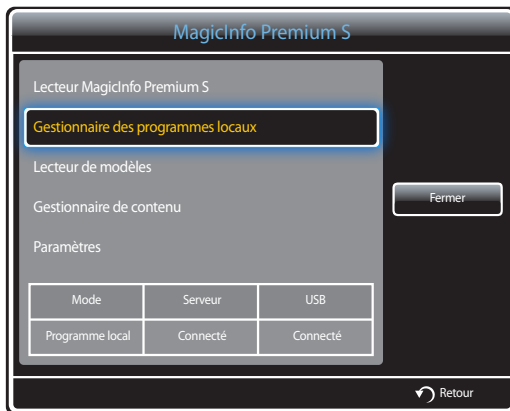 MagicInfo Premium S
Lecteur MagicInfo Premium S
Gestionnaire des programmes locaux
Lecteur de modèles
Gestionnaire de contenu
Paramètres
Fermer
Mode Serveur USB
Programme local Connecté Connecté
Retour